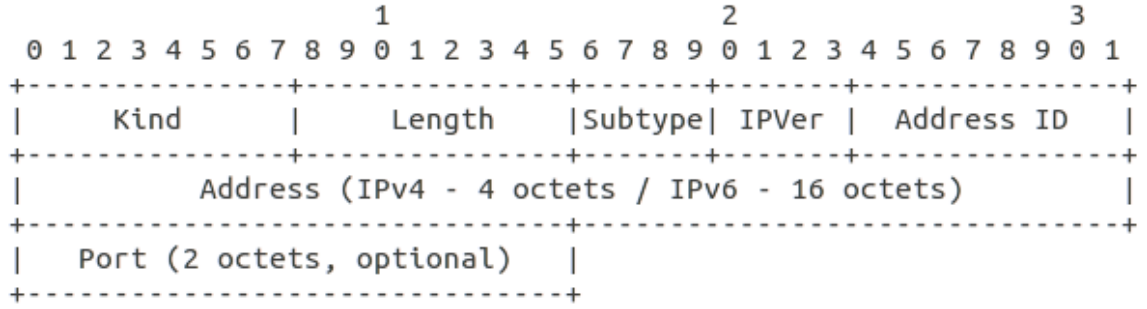 1                   2                   3
 0 1 2 3 4 5 6 7 8 9 0 1 2 3 4 5 6 7 8 9 0 1 2 3 4 5 6 7 8 9 0 1
+---------------+---------------+-------+-------+---------------+
|     Kind      |     Length    |Subtype| IPVer |  Address ID   |
+---------------+---------------+-------+-------+---------------+
|          Address (IPv4 - 4 octets / IPv6 - 16 octets)         |
+-------------------------------+-------------------------------+
|   Port (2 octets, optional)   |
+-------------------------------+